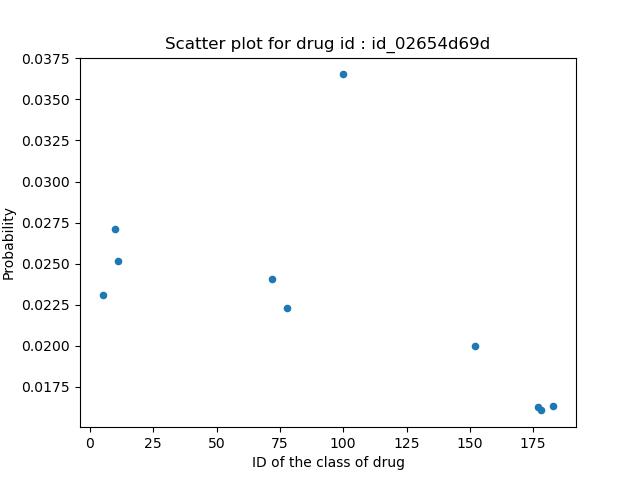 Scatter plot for drug id : id_02654d69d
0.0375
0.0350
0.0325
0.0300
0.0275
0.0250
0.0225
0.0200
0.0175
Probability
0 25 50 75 100 125 150 175
ID of the class of drug